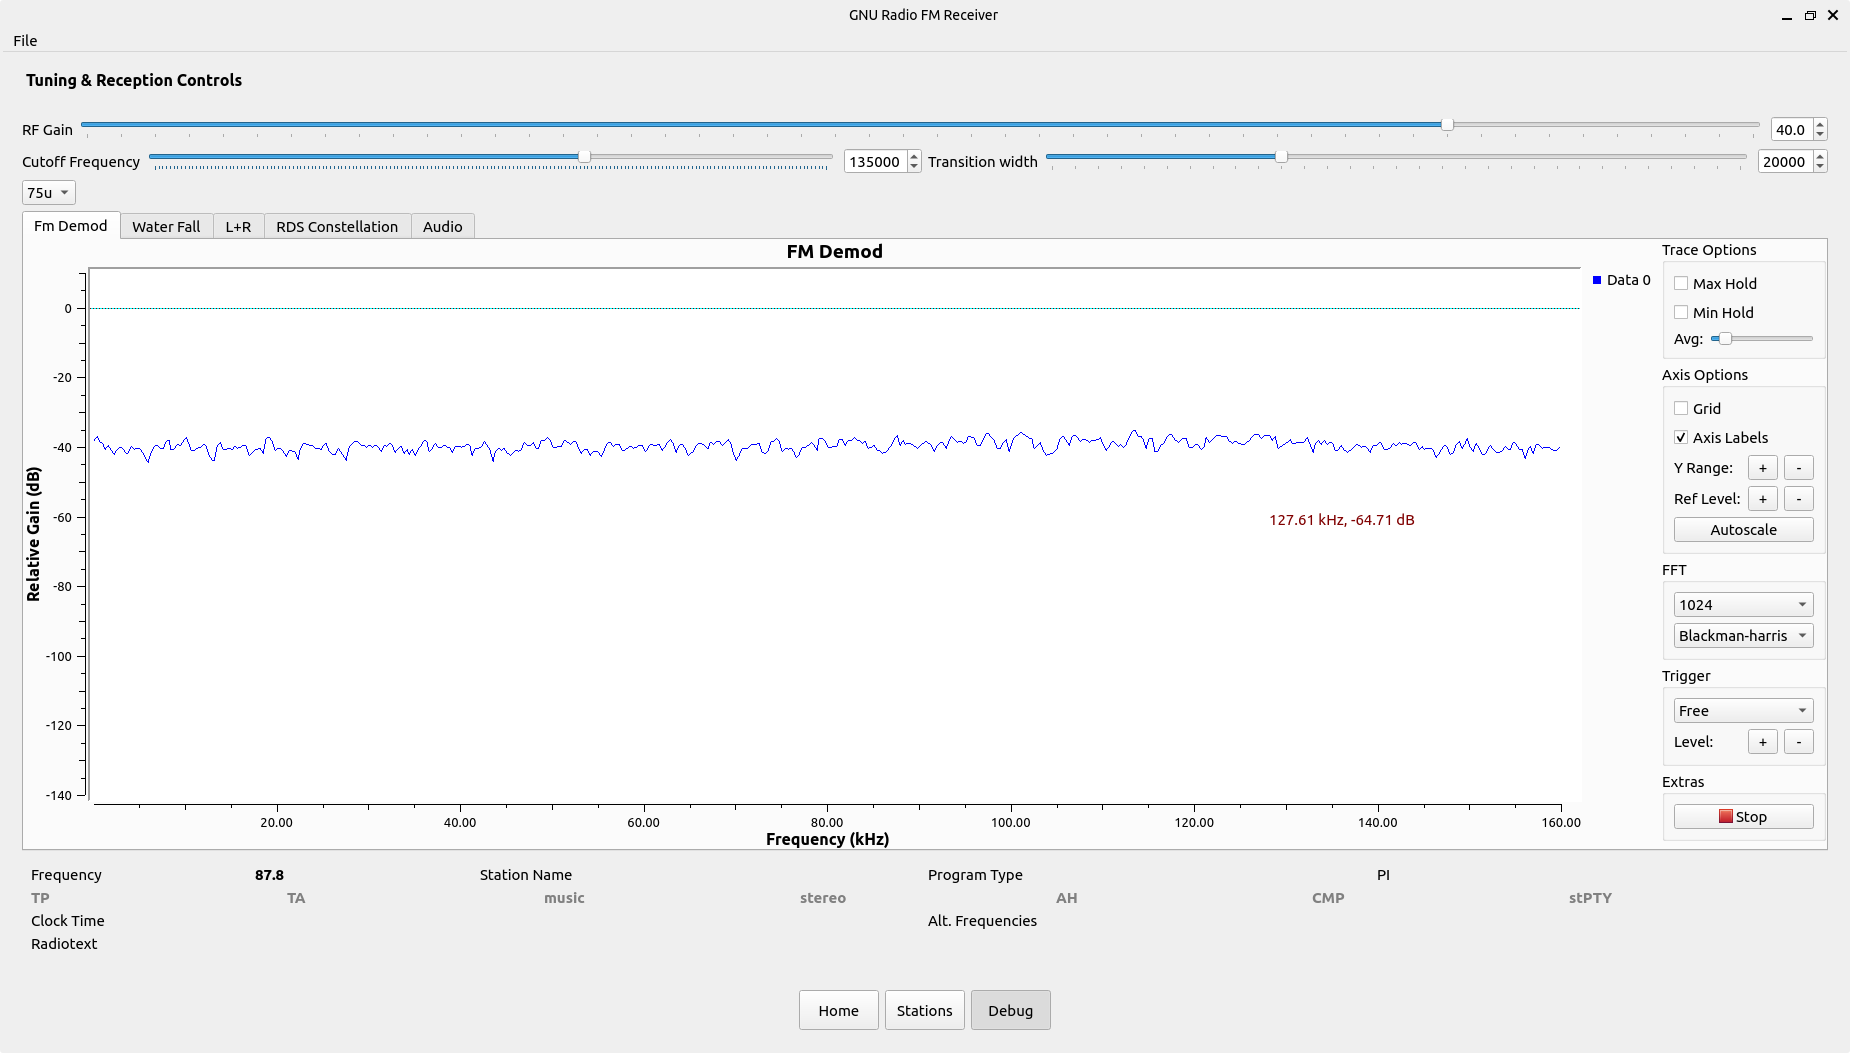 GNU Radio FM Receiver
File
Tuning & Reception Controls
RF Gain 40.0
Cutoff Frequency 135000 Transition width 20000
75u
Fm Demod Water Fall L+R RDS Constellation Audio
FM Demod
Data 0
Relative Gain (dB)
0
-20
-40
-60
-80
-100
-120
-140
127.61 kHz, -64.71 dB
20.00 40.00 60.00 80.00 100.00 120.00 140.00 160.00
Frequency (kHz)
Trace Options
Max Hold
Min Hold
Avg:
Axis Options
Grid
Axis Labels
Y Range: + -
Ref Level: + -
Autoscale
FFT
1024
Blackman-harris
Trigger
Free
Level: + -
Extras
Stop
Frequency 87.8 Station Name Program Type PI
TP TA music stereo AH CMP stPTY
Clock Time Alt. Frequencies
Radiotext
Home Stations Debug